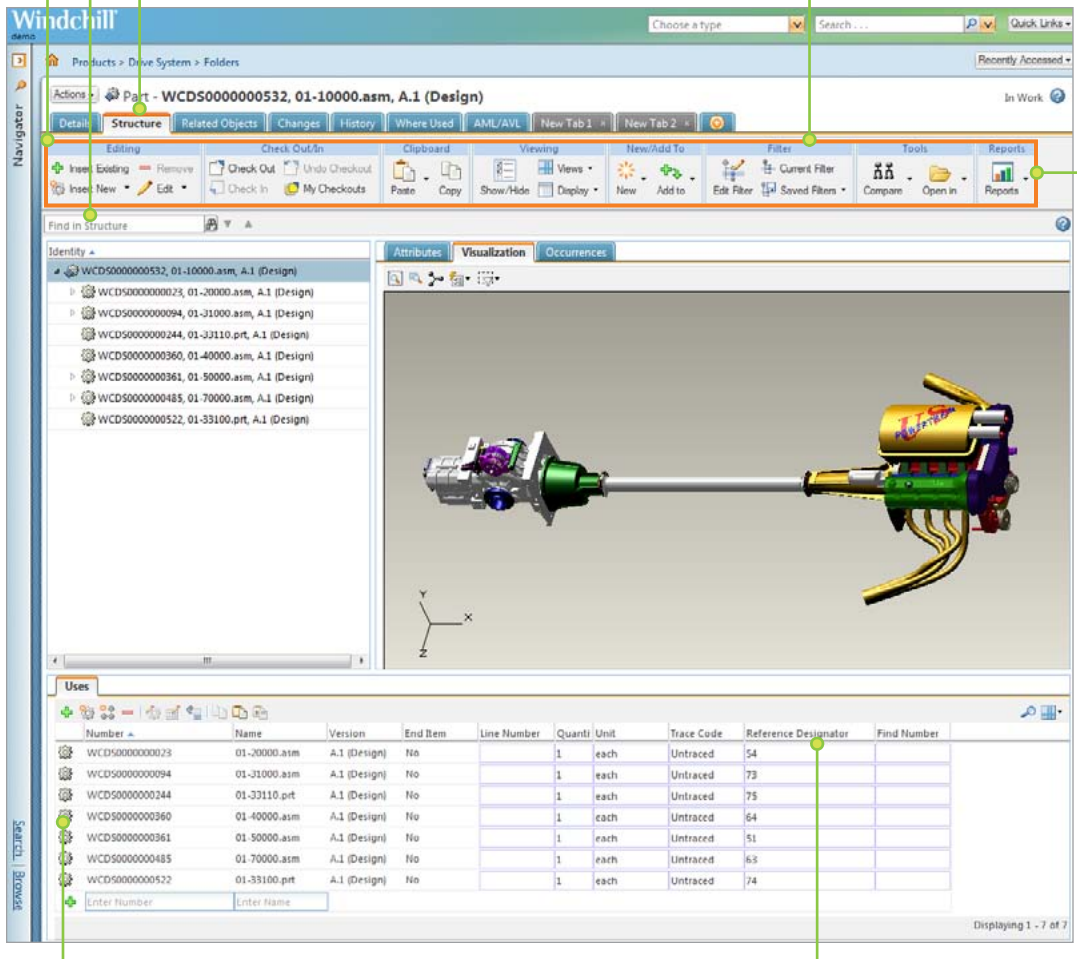 Windchill
demo
Choose a type
Search . . .
Quick Links
Products > Drive System > Folders
Recently Accessed
Actions
Part - WCDS0000000532, 01-10000.asm, A.1 (Design)
In Work
Navigator
Details Structure Related Objects Changes History Where Used AML/AVL New Tab 1 × New Tab 2 ×
Editing Check Out/In Clipboard Viewing New/Add To Filter Tools Reports
Insert Existing Remove Check Out Undo Checkout Views Current Filter
Insert New Edit Check In My Checkouts Paste Copy Show/Hide Display New Add to Edit Filter Saved Filters Compare Open in Reports
Find in Structure
Identity
Attributes Visualization Occurrences
WCDS0000000532, 01-10000.asm, A.1 (Design)
WCDS0000000023, 01-20000.asm, A.1 (Design)
WCDS0000000094, 01-31000.asm, A.1 (Design)
WCDS0000000244, 01-33110.prt, A.1 (Design)
WCDS0000000360, 01-40000.asm, A.1 (Design)
WCDS0000000361, 01-50000.asm, A.1 (Design)
WCDS0000000485, 01-70000.asm, A.1 (Design)
WCDS0000000522, 01-33100.prt, A.1 (Design)
US
Y
X
Z
Uses
Number Name Version End Item Line Number Quanti Unit Trace Code Reference Designator Find Number
WCDS0000000023 01-20000.asm A.1 (Design) No 1 each Untraced 54
WCDS0000000094 01-31000.asm A.1 (Design) No 1 each Untraced 73
WCDS0000000244 01-33110.prt A.1 (Design) No 1 each Untraced 75
WCDS0000000360 01-40000.asm A.1 (Design) No 1 each Untraced 64
WCDS0000000361 01-50000.asm A.1 (Design) No 1 each Untraced 51
WCDS0000000485 01-70000.asm A.1 (Design) No 1 each Untraced 63
WCDS0000000522 01-33100.prt A.1 (Design) No 1 each Untraced 74
Enter Number Enter Name
Search | Browse
Displaying 1 - 7 of 7